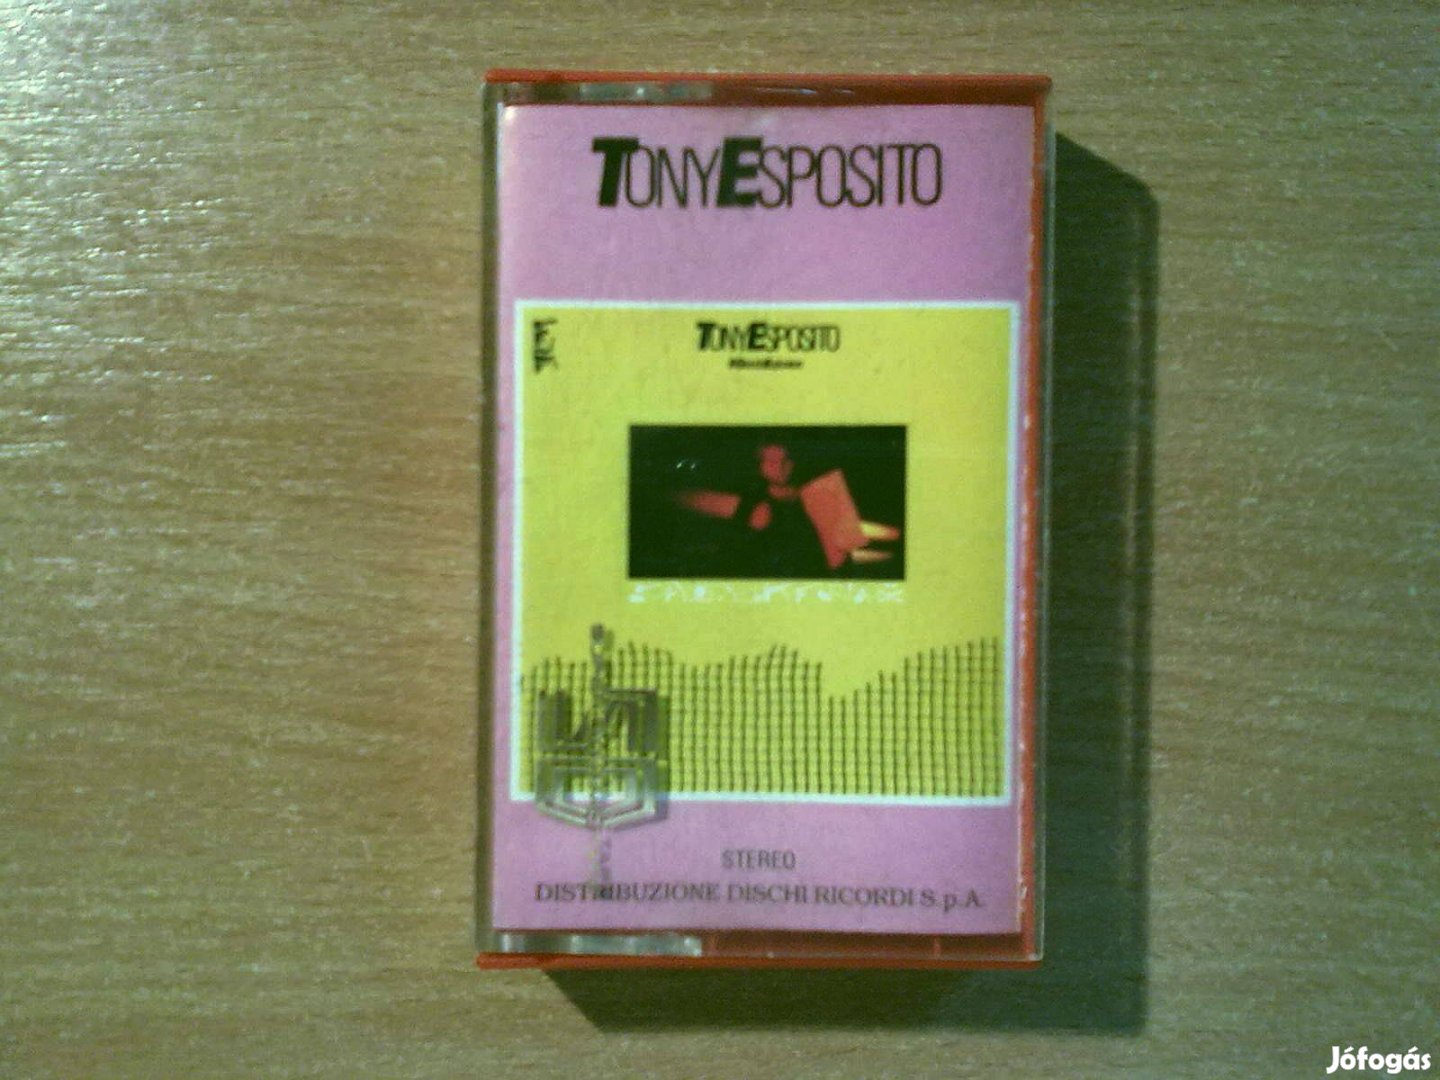 TONYESPOSITO
TONYESPOSITO
STEREO
DISTRIBUZIONE DISCHI RICORDI S.p.A.
Jófogás